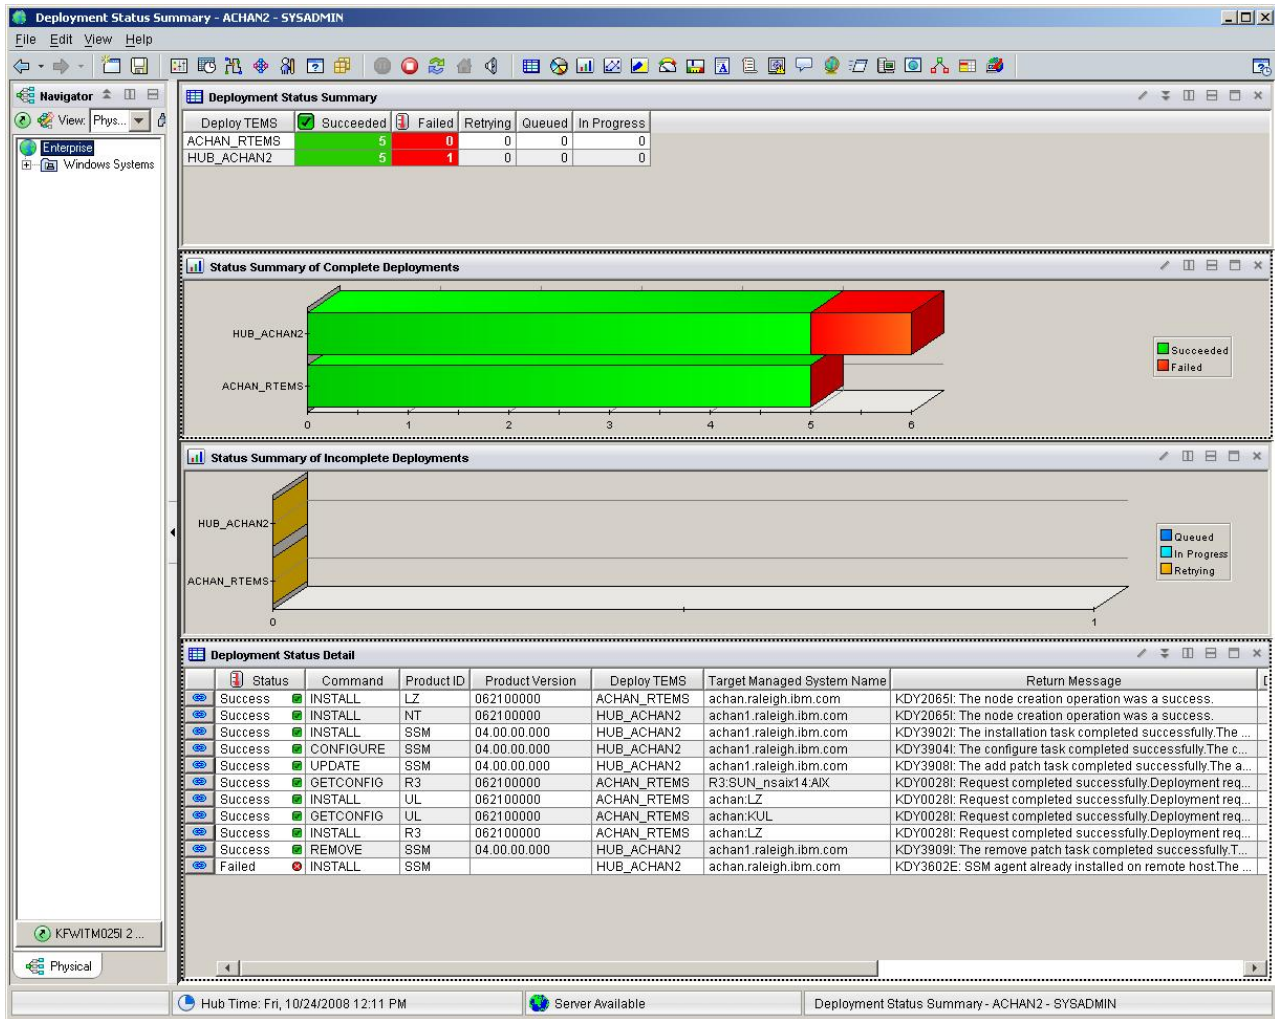 Deployment Status Summary - ACHAN2 - SYSADMIN
File Edit View Help
Navigator
View: Phys...
Enterprise
Windows Systems
KFWITM025I 2 ...
Physical
Deployment Status Summary
Deploy TEMS Succeeded Failed Retrying Queued In Progress
ACHAN_RTEMS 5 0 0 0 0
HUB_ACHAN2 5 1 0 0 0
Status Summary of Complete Deployments
HUB_ACHAN2
ACHAN_RTEMS
0 1 2 3 4 5 6
Succeeded
Failed
Status Summary of Incomplete Deployments
HUB_ACHAN2
ACHAN_RTEMS
0 1
Queued
In Progress
Retrying
Deployment Status Detail
Status Command Product ID Product Version Deploy TEMS Target Managed System Name Return Message
Success INSTALL LZ 062100000 ACHAN_RTEMS achan.raleigh.ibm.com KDY2065I: The node creation operation was a success.
Success INSTALL NT 062100000 HUB_ACHAN2 achan1.raleigh.ibm.com KDY2065I: The node creation operation was a success.
Success INSTALL SSM 04.00.00.000 HUB_ACHAN2 achan1.raleigh.ibm.com KDY3902I: The installation task completed successfully.The ...
Success CONFIGURE SSM 04.00.00.000 HUB_ACHAN2 achan1.raleigh.ibm.com KDY3904I: The configure task completed successfully.The c...
Success UPDATE SSM 04.00.00.000 HUB_ACHAN2 achan1.raleigh.ibm.com KDY3908I: The add patch task completed successfully.The a...
Success GETCONFIG R3 062100000 ACHAN_RTEMS R3:SUN_nsaix14:AIX KDY0028I: Request completed successfully.Deployment req...
Success INSTALL UL 062100000 ACHAN_RTEMS achan:LZ KDY0028I: Request completed successfully.Deployment req...
Success GETCONFIG UL 062100000 ACHAN_RTEMS achan:KUL KDY0028I: Request completed successfully.Deployment req...
Success INSTALL R3 062100000 ACHAN_RTEMS achan:LZ KDY0028I: Request completed successfully.Deployment req...
Success REMOVE SSM 04.00.00.000 HUB_ACHAN2 achan1.raleigh.ibm.com KDY3909I: The remove patch task completed successfully.T...
Failed INSTALL SSM HUB_ACHAN2 achan.raleigh.ibm.com KDY3602E: SSM agent already installed on remote host.The ...
Hub Time: Fri, 10/24/2008 12:11 PM
Server Available
Deployment Status Summary - ACHAN2 - SYSADMIN